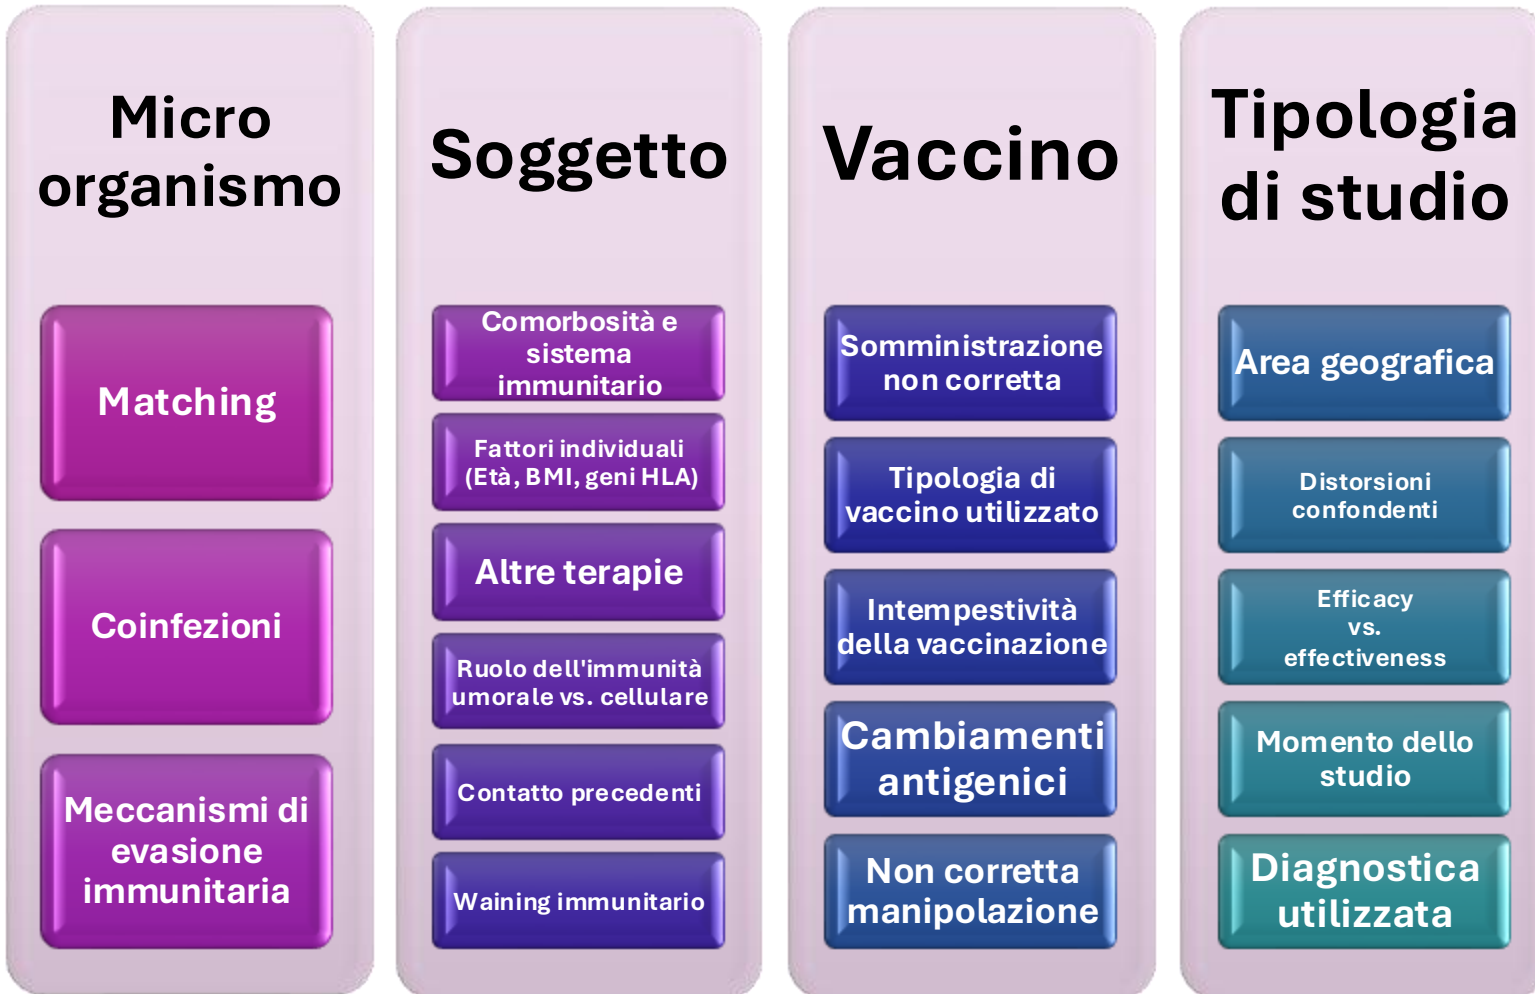 Micro
organismo
Matching
Coinfezioni
Meccanismi di
evasione
immunitaria
Soggetto
Comorbosità e
sistema
immunitario
Fattori individuali
(Età, BMI, geni HLA)
Altre terapie
Ruolo dell'immunità
umorale vs. cellulare
Contatto precedenti
Waining immunitario
Vaccino
Somministrazione
non corretta
Tipologia di
vaccino utilizzato
Intempestività
della vaccinazione
Cambiamenti
antigenici
Non corretta
manipolazione
Tipologia
di studio
Area geografica
Distorsioni
confondenti
Efficacy
vs.
effectiveness
Momento dello
studio
Diagnostica
utilizzata